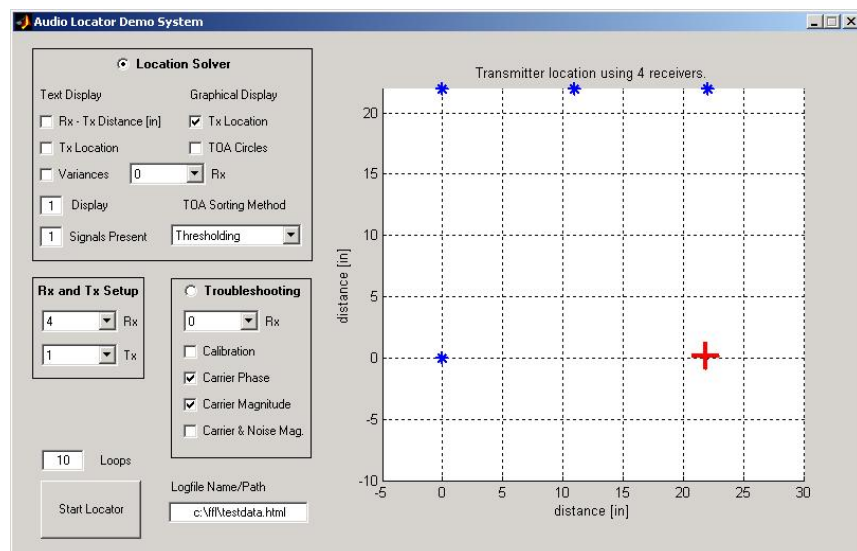 Audio Locator Demo System
Location Solver
Text Display
Graphical Display
Rx - Tx Distance [in]
Tx Location
Tx Location
TOA Circles
Variances
0
Rx
1
Display
TOA Sorting Method
1
Signals Present
Thresholding
Rx and Tx Setup
4
Rx
1
Tx
Troubleshooting
0
Rx
Calibration
Carrier Phase
Carrier Magnitude
Carrier & Noise Mag.
10
Loops
Start Locator
Logfile Name/Path
c:\ffl\testdata.html
Transmitter location using 4 receivers.
distance [in]
20
15
10
5
0
-5
-10
-5
0
5
10
15
20
25
30
distance [in]